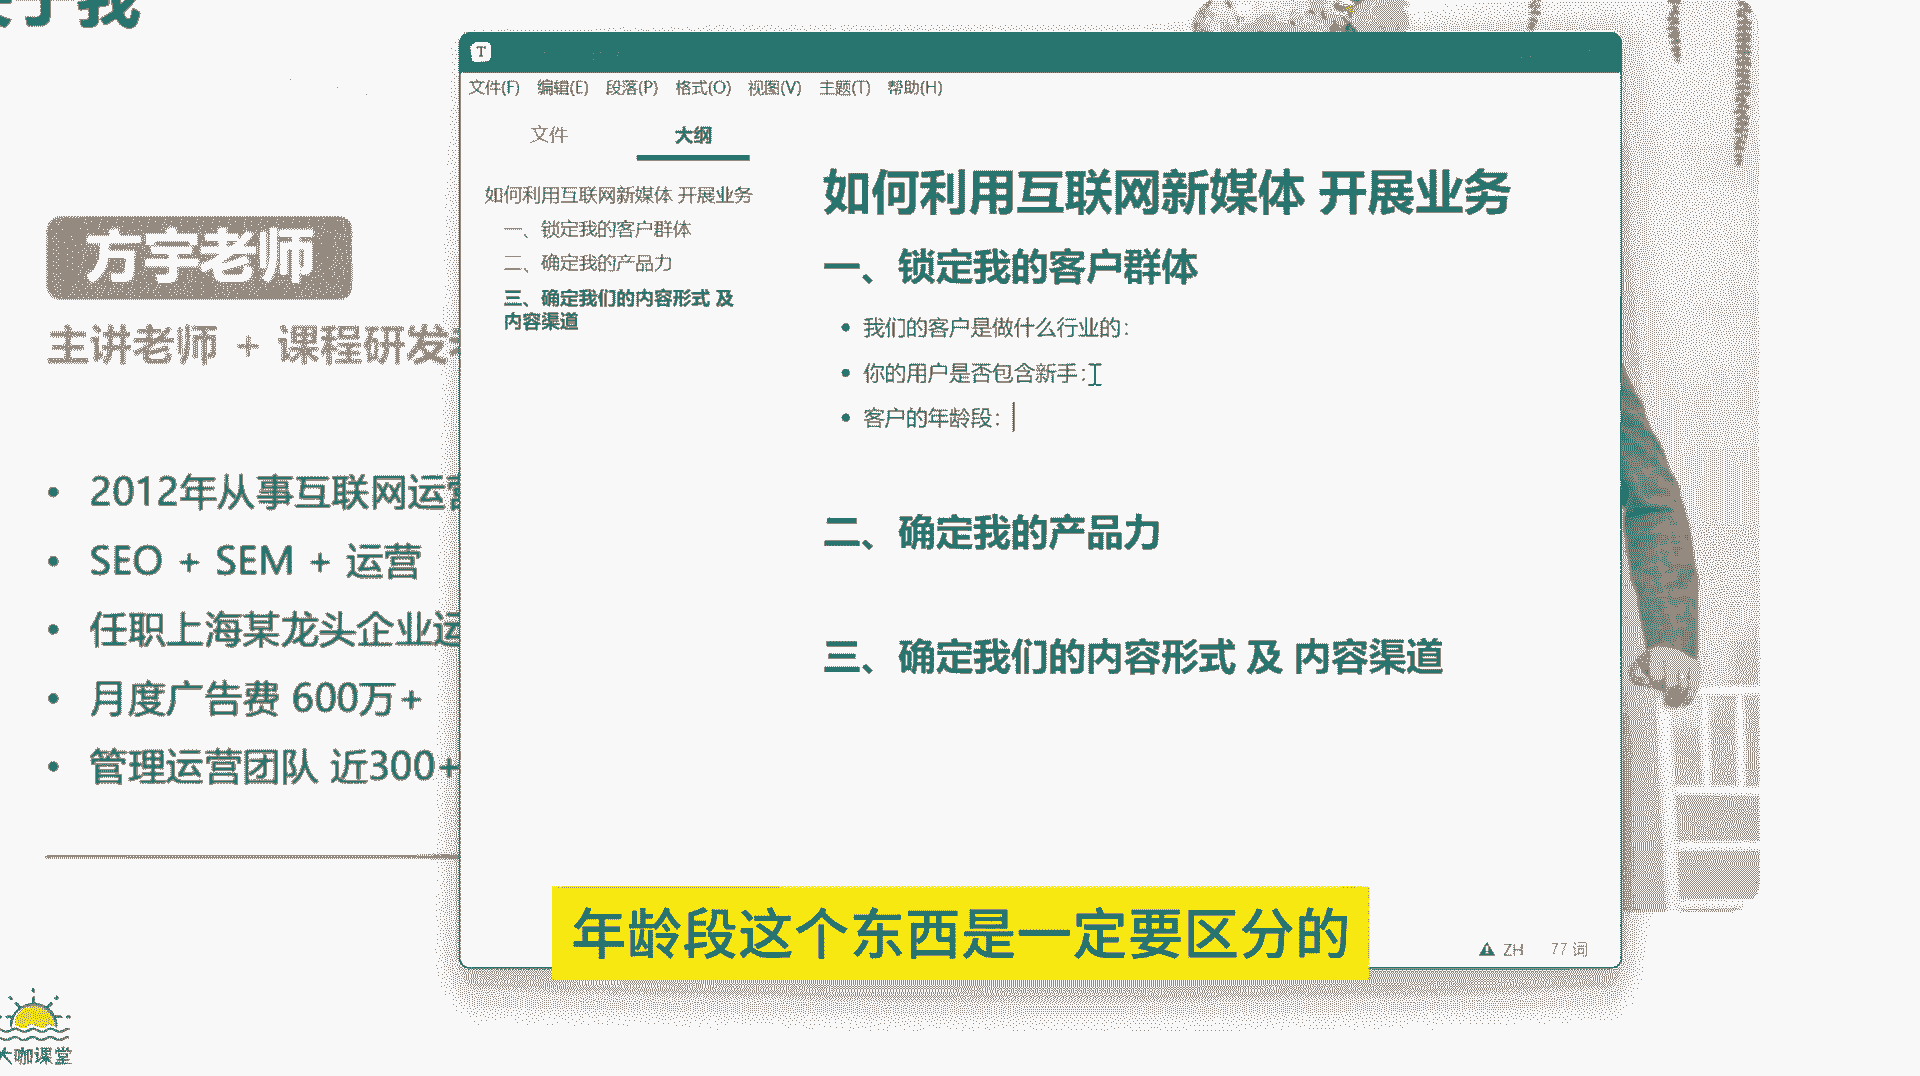 于我
方宇老师
主讲老师 + 课程研发
• 2012年从事互联网运营
• SEO + SEM + 运营
• 任职上海某龙头企业运
• 月度广告费 600万+
• 管理运营团队 近300+
大咖课堂
T
文件(F) 编辑(E) 段落(P) 格式(O) 视图(V) 主题(T) 帮助(H)
文件 大纲
如何利用互联网新媒体 开展业务
一、锁定我的客户群体
二、确定我的产品力
三、确定我们的内容形式 及
内容渠道
如何利用互联网新媒体 开展业务
一、锁定我的客户群体
• 我们的客户是做什么行业的：
• 你的用户是否包含新手：
• 客户的年龄段：
二、确定我的产品力
三、确定我们的内容形式 及 内容渠道
ZH 77 词
年龄段这个东西是一定要区分的